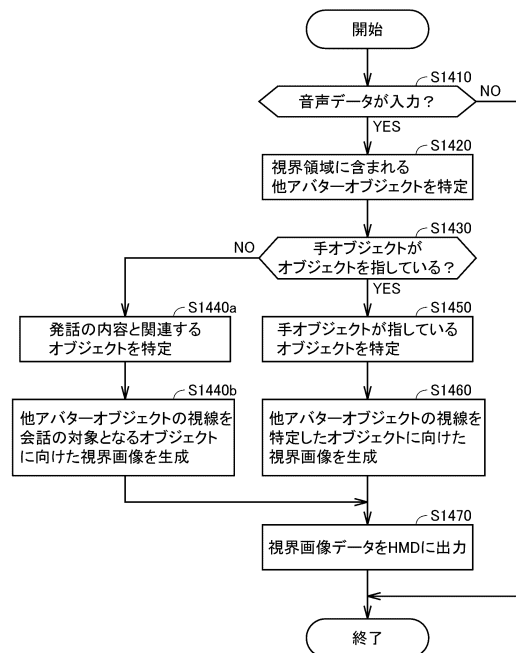 開始
S1410
音声データが入力?
NO
YES
S1420
視界領域に含まれる
他アバターオブジェクトを特定
S1430
手オブジェクトが
オブジェクトを指している?
NO
YES
S1440a
発話の内容と関連する
オブジェクトを特定
S1450
手オブジェクトが指している
オブジェクトを特定
S1440b
他アバターオブジェクトの視線を
会話の対象となるオブジェクト
に向けた視界画像を生成
S1460
他アバターオブジェクトの視線を
特定したオブジェクトに向けた
視界画像を生成
S1470
視界画像データをHMDに出力
終了